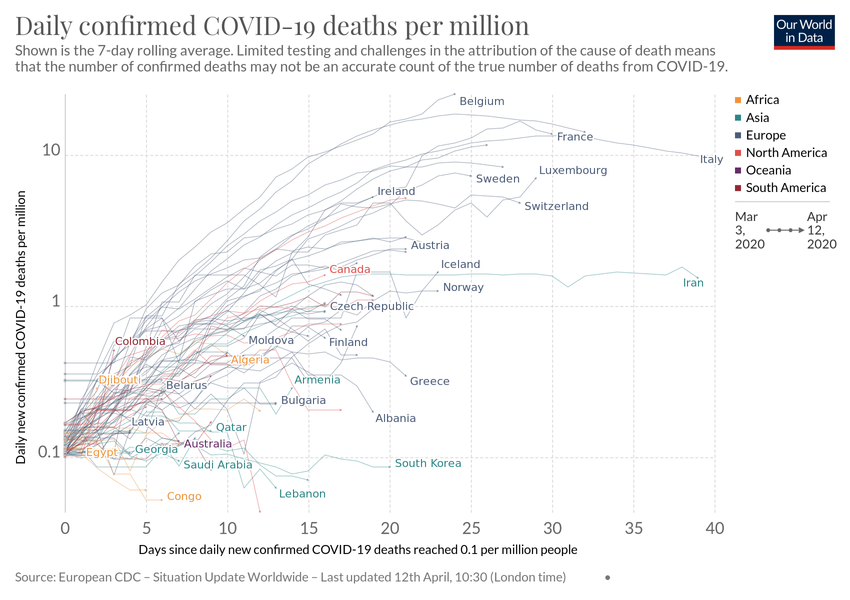 Daily confirmed COVID-19 deaths per million
Our World
in Data
Shown is the 7-day rolling average. Limited testing and challenges in the attribution of the cause of death means
that the number of confirmed deaths may not be an accurate count of the true number of deaths from COVID-19.
Africa
Asia
Europe
North America
Oceania
South America
Mar
3,
2020
Apr
12,
2020
Daily new confirmed COVID-19 deaths per million
10
1
0.1
Belgium
France
Italy
Luxembourg
Sweden
Ireland
Switzerland
Austria
Iceland
Canada
Iran
Norway
Czech Republic
Colombia
Moldova
Finland
Algeria
Djibouti
Armenia
Greece
Belarus
Bulgaria
Albania
Latvia
Qatar
Australia
Egypt
Georgia
Saudi Arabia
South Korea
Congo
Lebanon
0
5
10
15
20
25
30
35
40
Days since daily new confirmed COVID-19 deaths reached 0.1 per million people
Source: European CDC – Situation Update Worldwide – Last updated 12th April, 10:30 (London time)